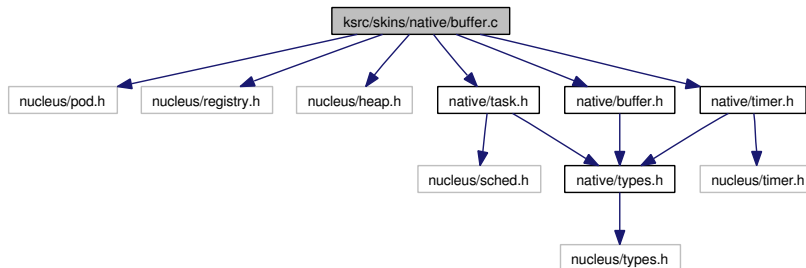 ksrc/skins/native/buffer.c
nucleus/pod.h
nucleus/registry.h
nucleus/heap.h
native/task.h
native/buffer.h
native/timer.h
nucleus/sched.h
native/types.h
nucleus/timer.h
nucleus/types.h